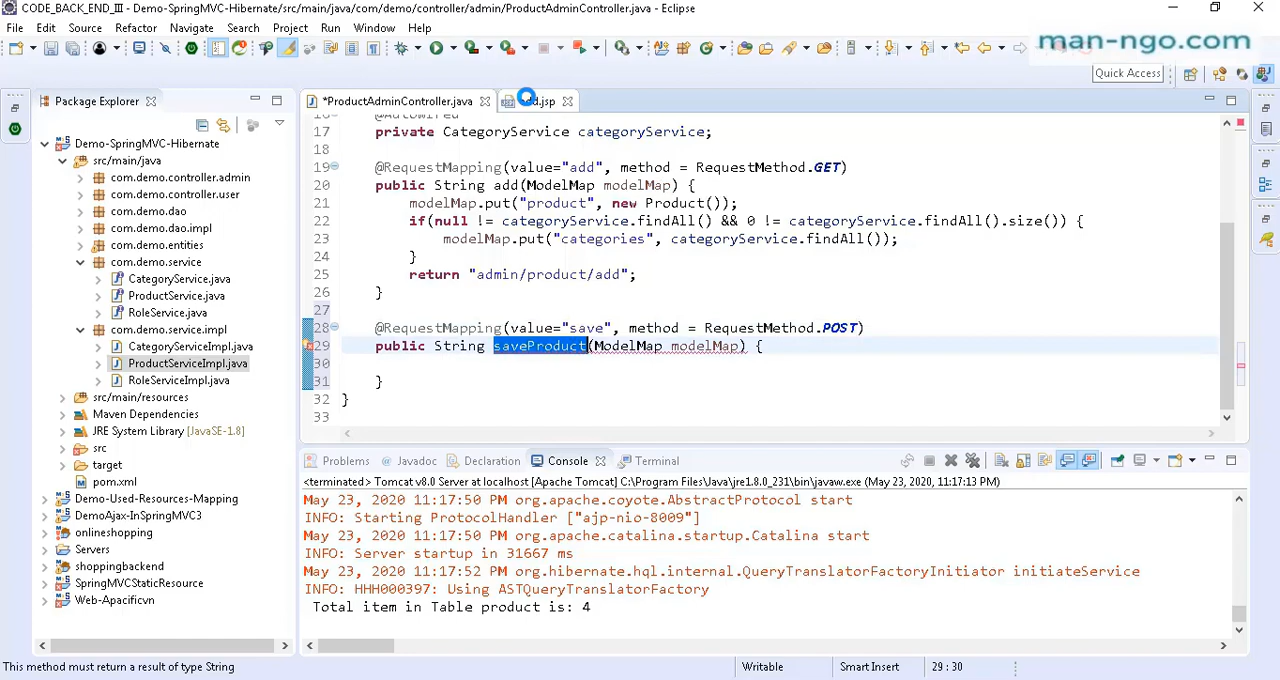 CODE_BACK_END_III - Demo-SpringMVC-Hibernate/src/main/java/com/demo/controller/admin/ProductAdminController.java - Eclipse
File Edit Source Refactor Navigate Search Project Run Window Help
man-ngo.com
Quick Access
Package Explorer
*ProductAdminController.java
.jsp
Demo-SpringMVC-Hibernate
src/main/java
com.demo.controller.admin
com.demo.controller.user
com.demo.dao
com.demo.dao.impl
com.demo.entities
com.demo.service
CategoryService.java
ProductService.java
RoleService.java
com.demo.service.impl
CategoryServiceImpl.java
ProductServiceImpl.java
RoleServiceImpl.java
src/main/resources
Maven Dependencies
JRE System Library [JavaSE-1.8]
src
target
pom.xml
Demo-Used-Resources-Mapping
DemoAjax-InSpringMVC3
onlineshopping
Servers
shoppingbackend
SpringMVCStaticResource
Web-Apacificvn
16 @Autowired
17 private CategoryService categoryService;
18
19 @RequestMapping(value="add", method = RequestMethod.GET)
20 public String add(ModelMap modelMap) {
21 modelMap.put("product", new Product());
22 if(null != categoryService.findAll() && 0 != categoryService.findAll().size()) {
23 modelMap.put("categories", categoryService.findAll());
24 }
25 return "admin/product/add";
26 }
27
28 @RequestMapping(value="save", method = RequestMethod.POST)
29 public String saveProduct(ModelMap modelMap) {
30
31 }
32 }
33
Problems Javadoc Declaration Console Terminal
<terminated> Tomcat v8.0 Server at localhost [Apache Tomcat] C:\Program Files\Java\jre1.8.0_231\bin\javaw.exe (May 23, 2020 11:17:13 PM)
May 23, 2020 11:17:50 PM org.apache.coyote.AbstractProtocol start
INFO: Starting ProtocolHandler ["ajp-nio-8009"]
May 23, 2020 11:17:50 PM org.apache.catalina.startup.Catalina start
INFO: Server startup in 31667 ms
May 23, 2020 11:17:52 PM org.hibernate.hql.internal.QueryTranslatorFactoryInitiator initiateService
INFO: HHH000397: Using ASTQueryTranslatorFactory
Total item in Table product is: 4
This method must return a result of type String
Writable
Smart Insert
29 : 30